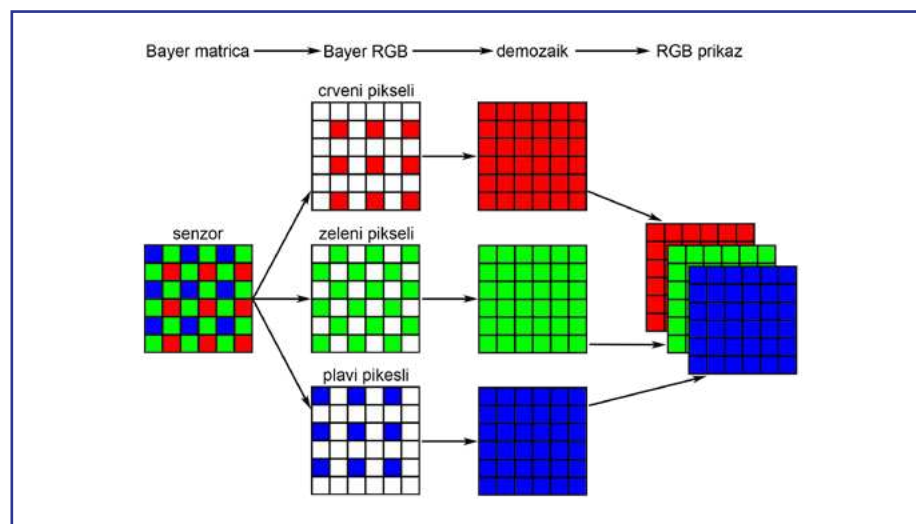 Bayer matrica Bayer RGB demozaik RGB prikaz
crveni pikseli
senzor zeleni pikseli
plavi pikesli